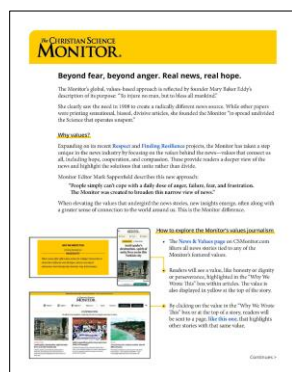 The CHRISTIAN SCIENCE
MONITOR.
Beyond fear, beyond anger. Real news, real hope.
The Monitor's global, values-based approach is founded by founder Mary Baker Eddy's
description of its purpose: "To injure no man, but to bless all mankind."
She clearly saw the need in 1908 to create a radically different news source. While other papers
were printing sensational, biased, divisive articles, she founded the Monitor "to spread undivided
the Science that operates unspent."
Why values?
Expanding on its recent Respect and Finding Resilience projects, the Monitor has taken a step
unique in the news industry by focusing on the values behind the news—values that connect us
all, including hope, cooperation, and compassion. These provide readers a deeper view of the
news and highlight the solutions that unite rather than divide.
Monitor Editor Mark Sappenfield describes this new approach:
"People simply can't cope with a daily dose of anger, failure, fear, and frustration.
The Monitor was created to broaden this narrow view of news."
When elevating the values that undergird the news stories, new insights emerge, often along with
a greater sense of connection to the world around us. This is the Monitor difference.
How to explore the Monitor's values journalism
The News & Values page on CSMonitor.com
filters all news stories tied to any of the
Monitor's featured values.
Readers will see a value, like honesty or dignity
or perseverance, highlighted in the "Why We
Wrote This" box within articles. The value is
also displayed in yellow at the top of the story.
By clicking on the value in the "Why We Wrote
This" box or at the top of a story, readers will
be sent to a page, like this one, that highlights
other stories with that same value.
MONITOR
Continues >